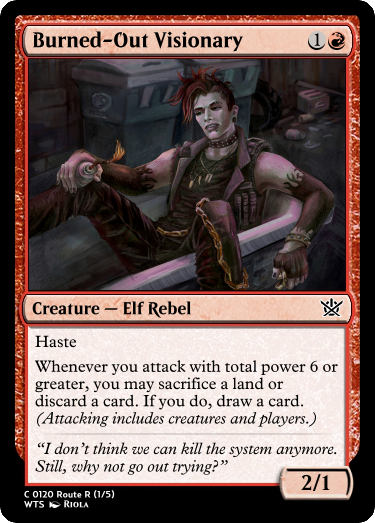 Burned-Out Visionary 1
Creature — Elf Rebel
Haste
Whenever you attack with total power 6 or
greater, you may sacrifice a land or
discard a card. If you do, draw a card.
(Attacking includes creatures and players.)
“I don’t think we can kill the system anymore.
Still, why not go out trying?”
2/1
C 0120 Route R (1/5)
WTS RIOLA